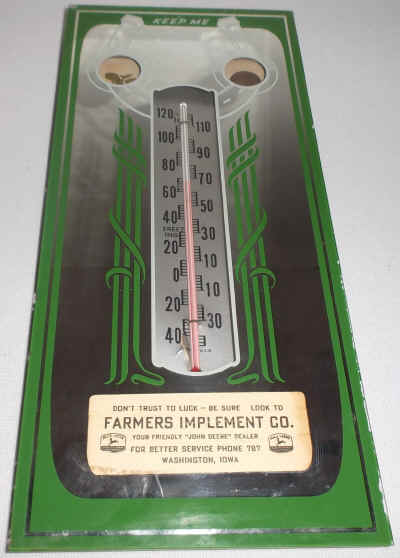 KEEP ME
120
110
100
90
80
70
60
50
40
30
20
10
0
10
20
30
40
DON'T TRUST TO LUCK — BE SURE LOOK TO
FARMERS IMPLEMENT CO.
YOUR FRIENDLY "JOHN DEERE" DEALER
FOR BETTER SERVICE PHONE 787
WASHINGTON, IOWA